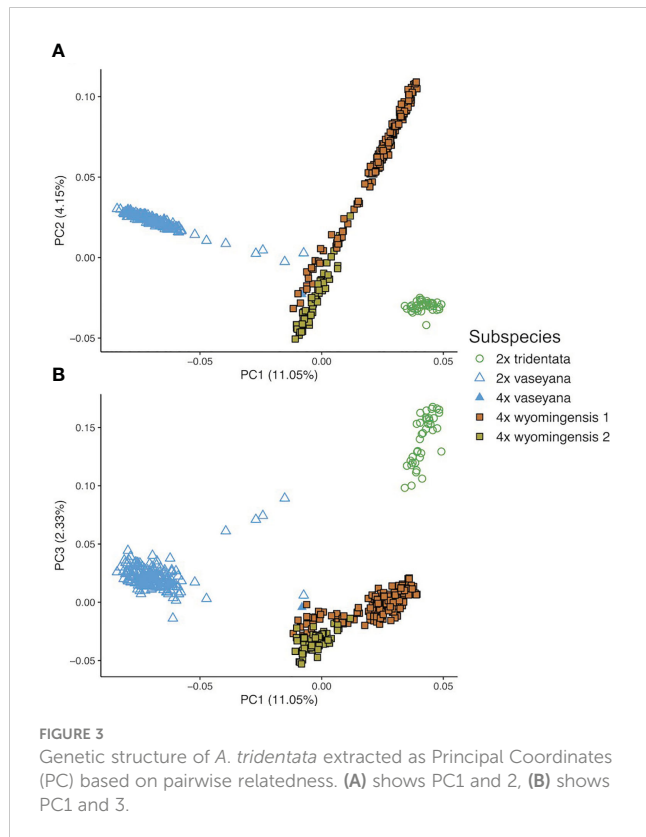 A
0.10
0.05
0.00
−0.05
PC2 (4.15%)
−0.05
0.00
0.05
PC1 (11.05%)
Subspecies
2x tridentata
2x vaseyana
4x vaseyana
4x wyomingensis 1
4x wyomingensis 2
B
0.15
0.10
0.05
0.00
−0.05
PC3 (2.33%)
−0.05
0.00
0.05
PC1 (11.05%)
FIGURE 3
Genetic structure of A. tridentata extracted as Principal Coordinates
(PC) based on pairwise relatedness. (A) shows PC1 and 2, (B) shows
PC1 and 3.